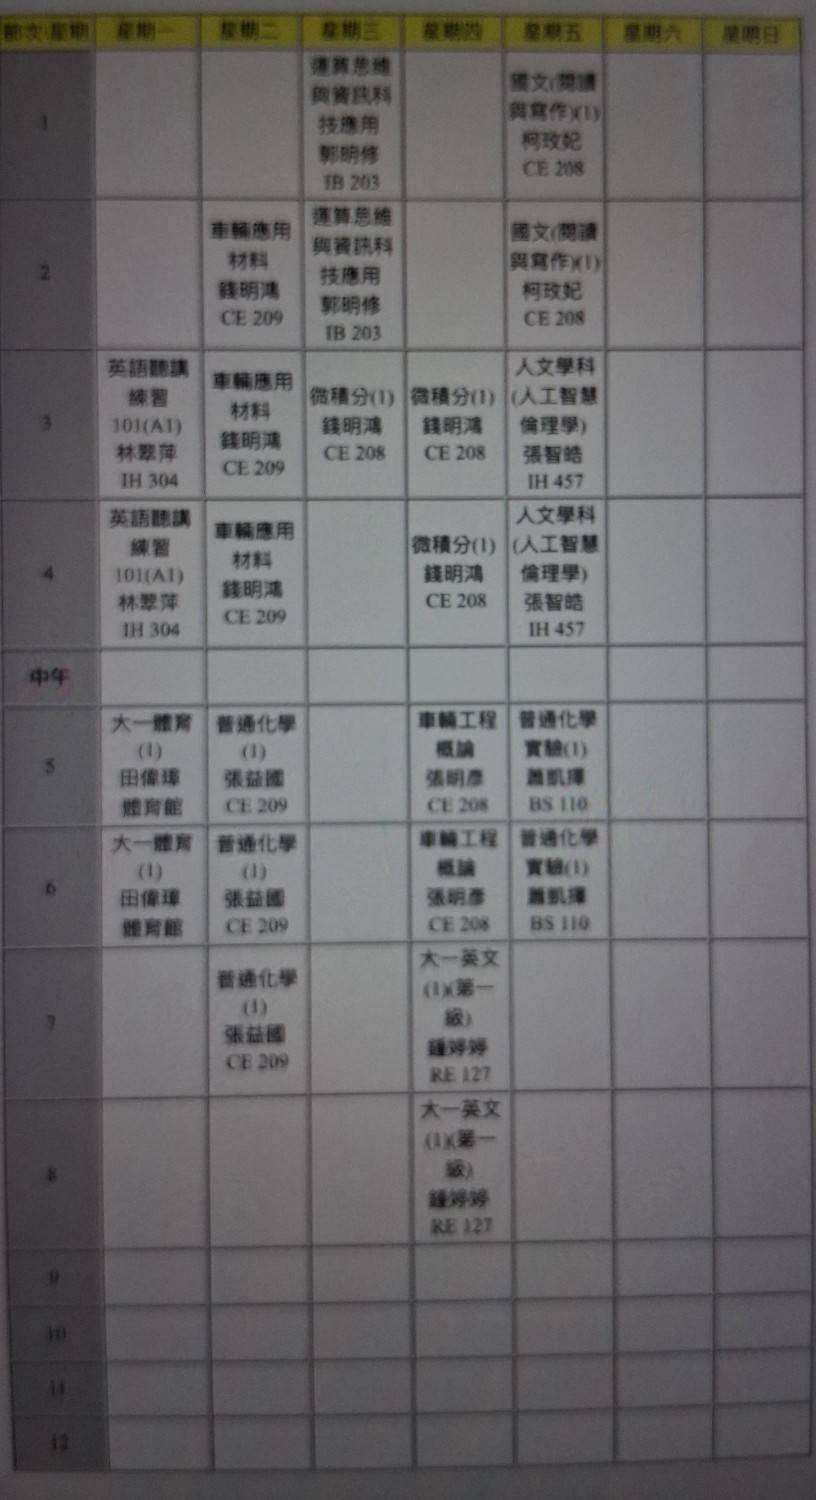 節次\星期 星期一 星期二 星期三 星期四 星期五 星期六 星期日
1
運算思維
與資訊科
技應用
郭明修
IB 203
國文(閱讀
與寫作)(1)
柯玫妃
CE 208
2
車輛應用
材料
錢明鴻
CE 209
運算思維
與資訊科
技應用
郭明修
IB 203
國文(閱讀
與寫作)(1)
柯玫妃
CE 208
3
英語聽講
練習
101(A1)
林翠萍
IH 304
車輛應用
材料
錢明鴻
CE 209
微積分(1)
錢明鴻
CE 208
微積分(1)
錢明鴻
CE 208
人文學科
(人工智慧
倫理學)
張智皓
IH 457
4
英語聽講
練習
101(A1)
林翠萍
IH 304
車輛應用
材料
錢明鴻
CE 209
微積分(1)
錢明鴻
CE 208
人文學科
(人工智慧
倫理學)
張智皓
IH 457
中午
5
大一體育
(1)
田偉瑋
體育館
普通化學
(1)
張益國
CE 209
車輛工程
概論
張明彥
CE 208
普通化學
實驗(1)
蕭凱擇
BS 110
6
大一體育
(1)
田偉瑋
體育館
普通化學
(1)
張益國
CE 209
車輛工程
概論
張明彥
CE 208
普通化學
實驗(1)
蕭凱擇
BS 110
7
普通化學
(1)
張益國
CE 209
大一英文
(1)(第一
級)
鍾婷婷
RE 127
8
大一英文
(1)(第一
級)
鍾婷婷
RE 127
9
10
11
12